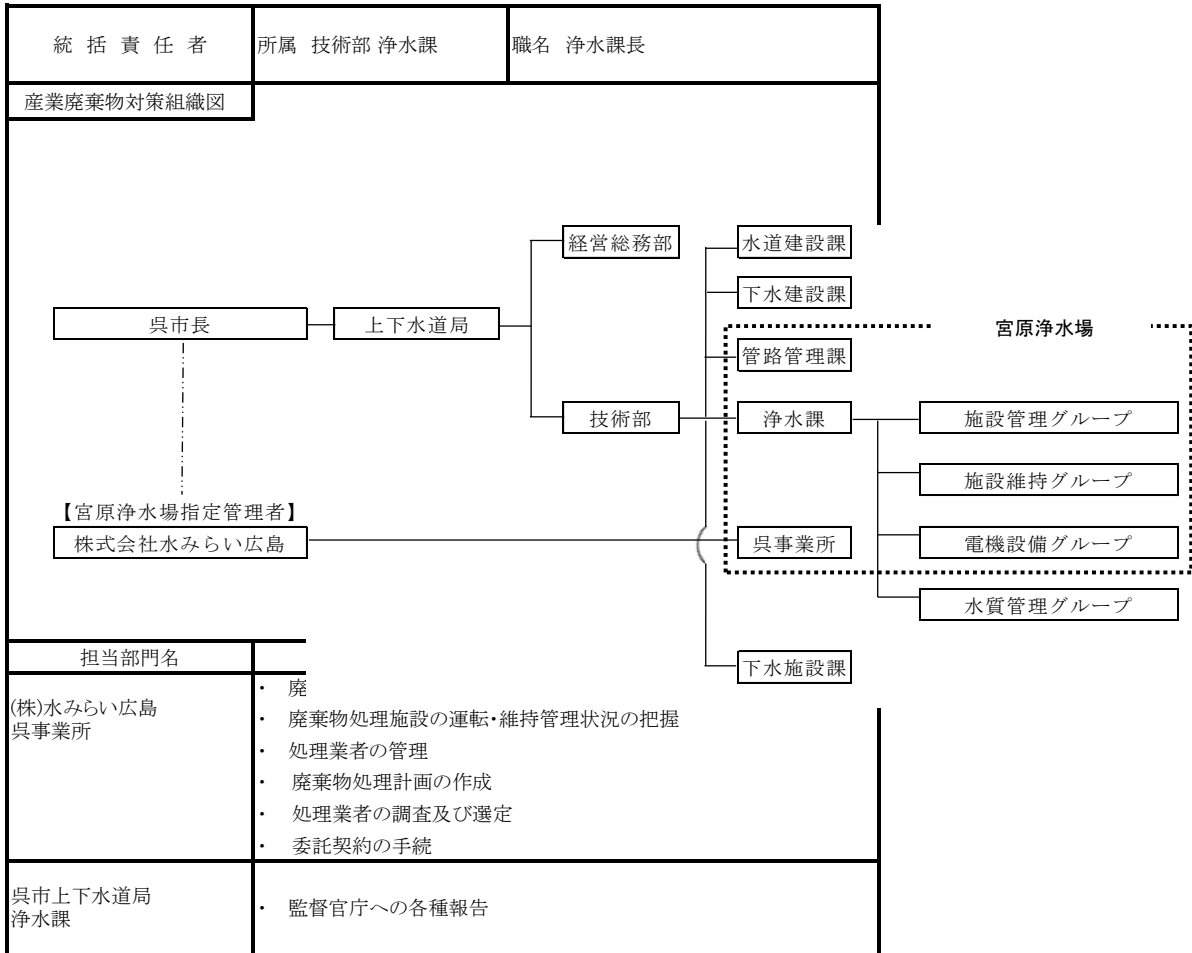 統括責任者
所属 技術部 浄水課
職名 浄水課長
産業廃棄物対策組織図
経営総務部
水道建設課
下水建設課
呉市長
上下水道局
宮原浄水場
管路管理課
技術部
浄水課
施設管理グループ
施設維持グループ
【宮原浄水場指定管理者】
株式会社水みらい広島
呉事業所
電機設備グループ
水質管理グループ
下水施設課
担当部門名
(株)水みらい広島
呉事業所
・ 廃
・ 廃棄物処理施設の運転・維持管理状況の把握
・ 処理業者の管理
・ 廃棄物処理計画の作成
・ 処理業者の調査及び選定
・ 委託契約の手続
呉市上下水道局
浄水課
・ 監督官庁への各種報告